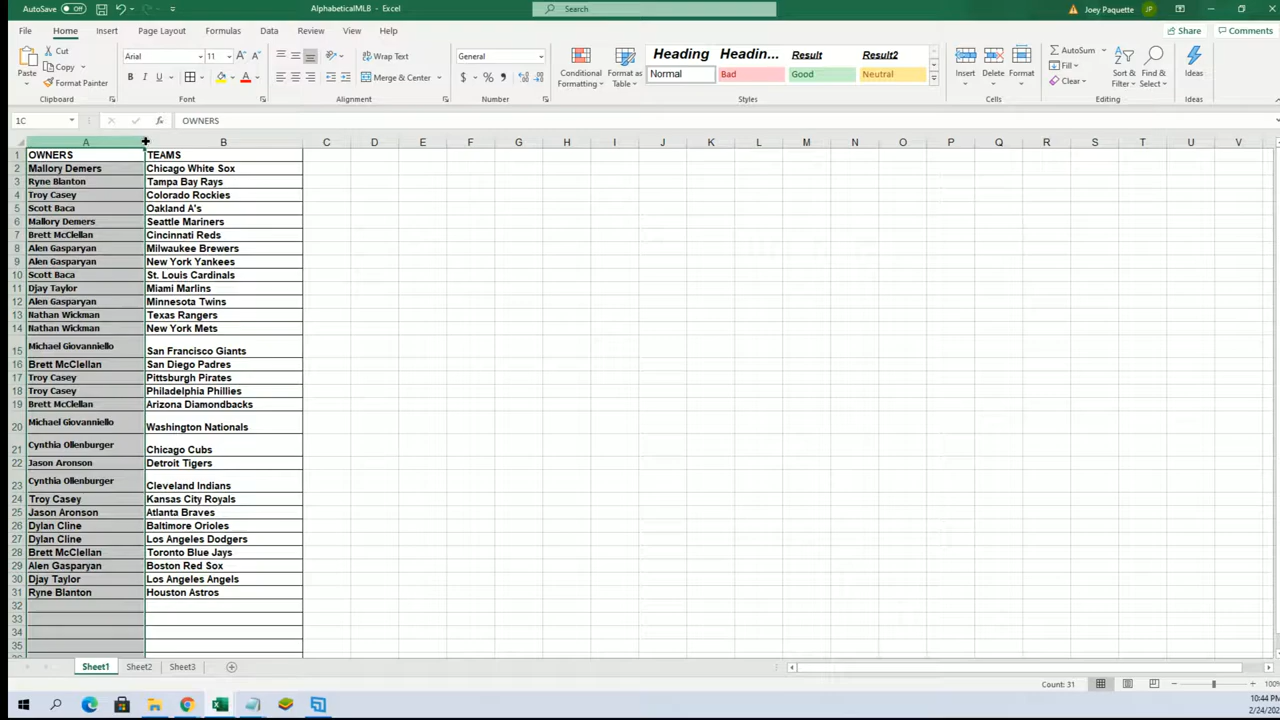 AutoSave Off AlphabeticalMLB - Excel Search Joey Paquette JP
File Home Insert Page Layout Formulas Data Review View Help Share Comments
Cut Arial 11 Wrap Text General Heading Headin... Result Result2 AutoSum
Paste Copy Fill
Format Painter Merge & Center Conditional Formatting Format as Table Normal Bad Good Neutral Insert Delete Format Clear Sort & Filter Find & Select Ideas
Clipboard Font Alignment Number Styles Cells Editing Ideas
1C fx OWNERS
A B C D E F G H I J K L M N O P Q R S T U V
1 OWNERS TEAMS
2 Mallory Demers Chicago White Sox
3 Ryne Blanton Tampa Bay Rays
4 Troy Casey Colorado Rockies
5 Scott Baca Oakland A's
6 Mallory Demers Seattle Mariners
7 Brett McClellan Cincinnati Reds
8 Alen Gasparyan Milwaukee Brewers
9 Alen Gasparyan New York Yankees
10 Scott Baca St. Louis Cardinals
11 Djay Taylor Miami Marlins
12 Alen Gasparyan Minnesota Twins
13 Nathan Wickman Texas Rangers
14 Nathan Wickman New York Mets
15 Michael Giovanniello San Francisco Giants
16 Brett McClellan San Diego Padres
17 Troy Casey Pittsburgh Pirates
18 Troy Casey Philadelphia Phillies
19 Brett McClellan Arizona Diamondbacks
20 Michael Giovanniello Washington Nationals
21 Cynthia Ollenburger Chicago Cubs
22 Jason Aronson Detroit Tigers
23 Cynthia Ollenburger Cleveland Indians
24 Troy Casey Kansas City Royals
25 Jason Aronson Atlanta Braves
26 Dylan Cline Baltimore Orioles
27 Dylan Cline Los Angeles Dodgers
28 Brett McClellan Toronto Blue Jays
29 Alen Gasparyan Boston Red Sox
30 Djay Taylor Los Angeles Angels
31 Ryne Blanton Houston Astros
32
33
34
35
Sheet1 Sheet2 Sheet3
Count: 31 100%
10:44 PM
2/24/202